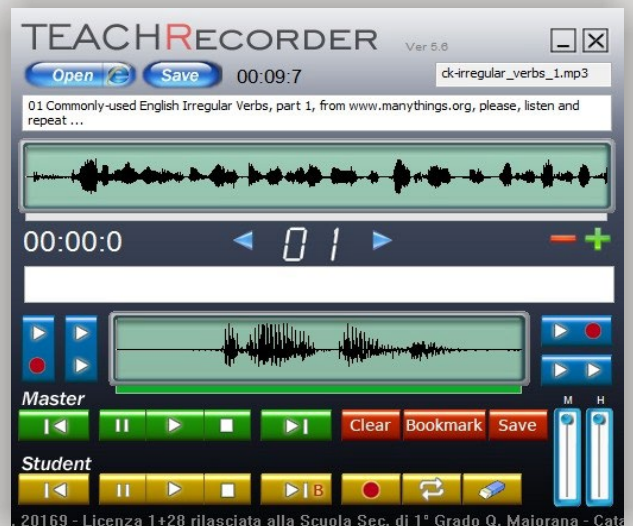 TEACHRECORDER Ver 5.6
Open Save 00:09:7 ck-irregular_verbs_1.mp3
01 Commonly-used English Irregular Verbs, part 1, from www.manythings.org, please, listen and
repeat ...
00:00:0 01
Master M H
Clear Bookmark Save
Student
B
. 20169 - Licenza 1+28 rilasciata alla Scuola Sec. di 1° Grado Q. Maiorana - Cata